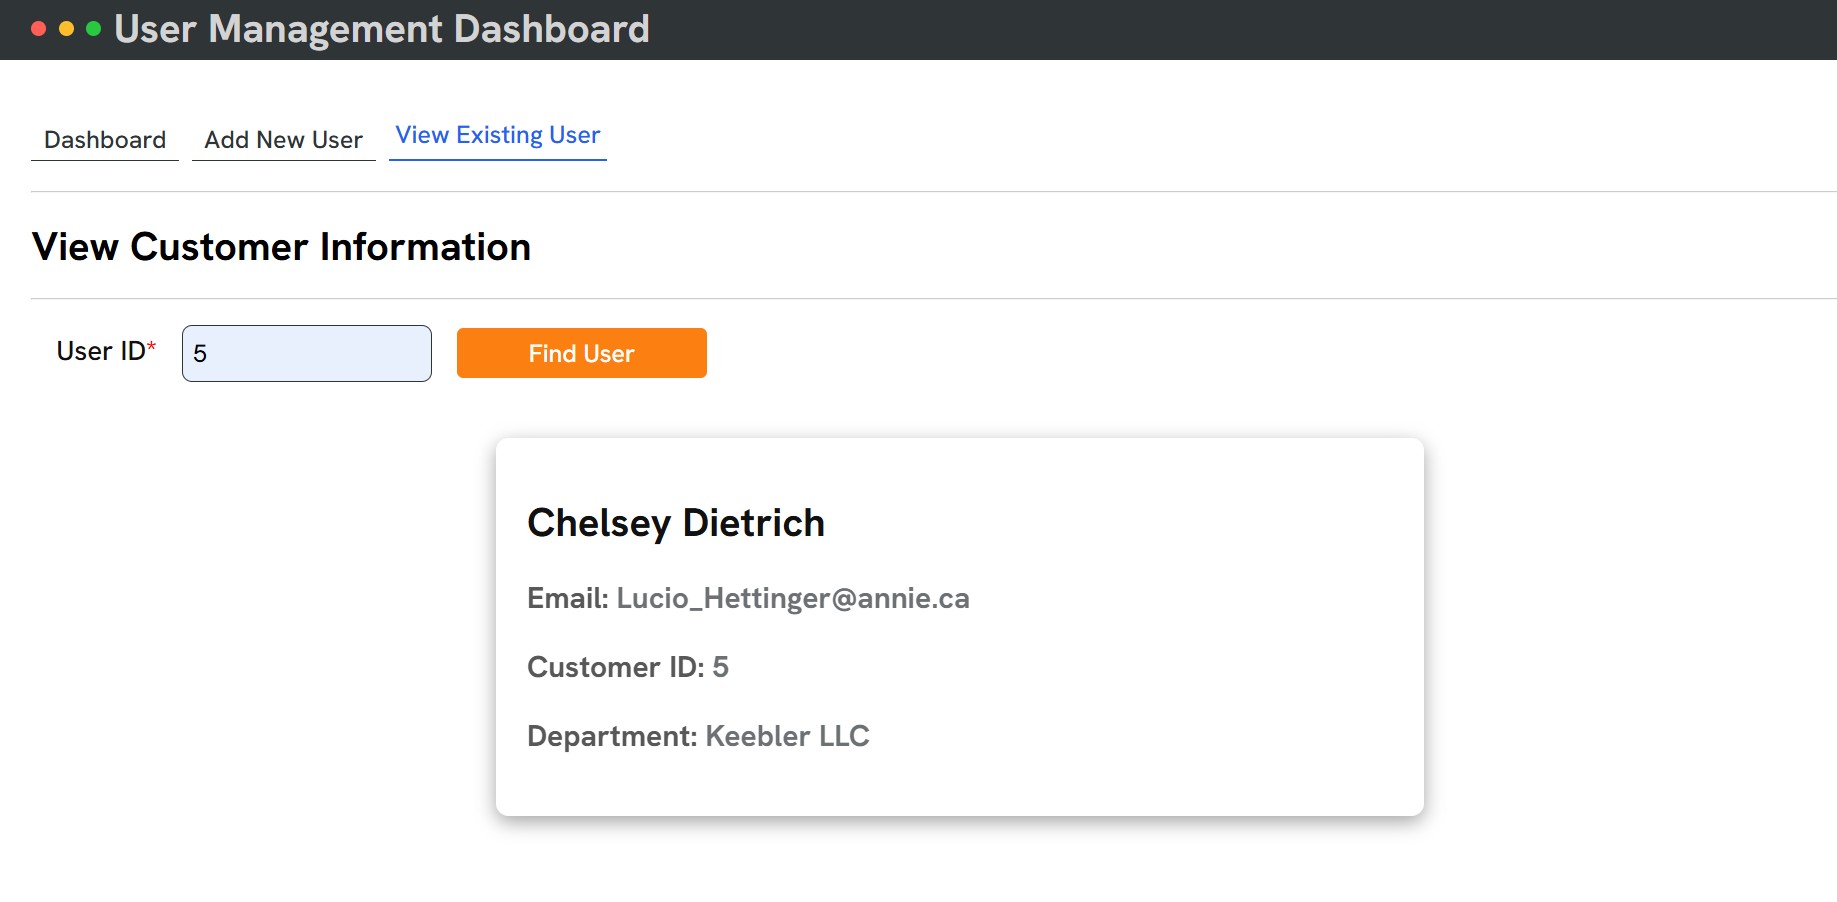 User Management Dashboard
Dashboard Add New User View Existing User
View Customer Information
User ID* 5 Find User
Chelsey Dietrich
Email: Lucio_Hettinger@annie.ca
Customer ID: 5
Department: Keebler LLC